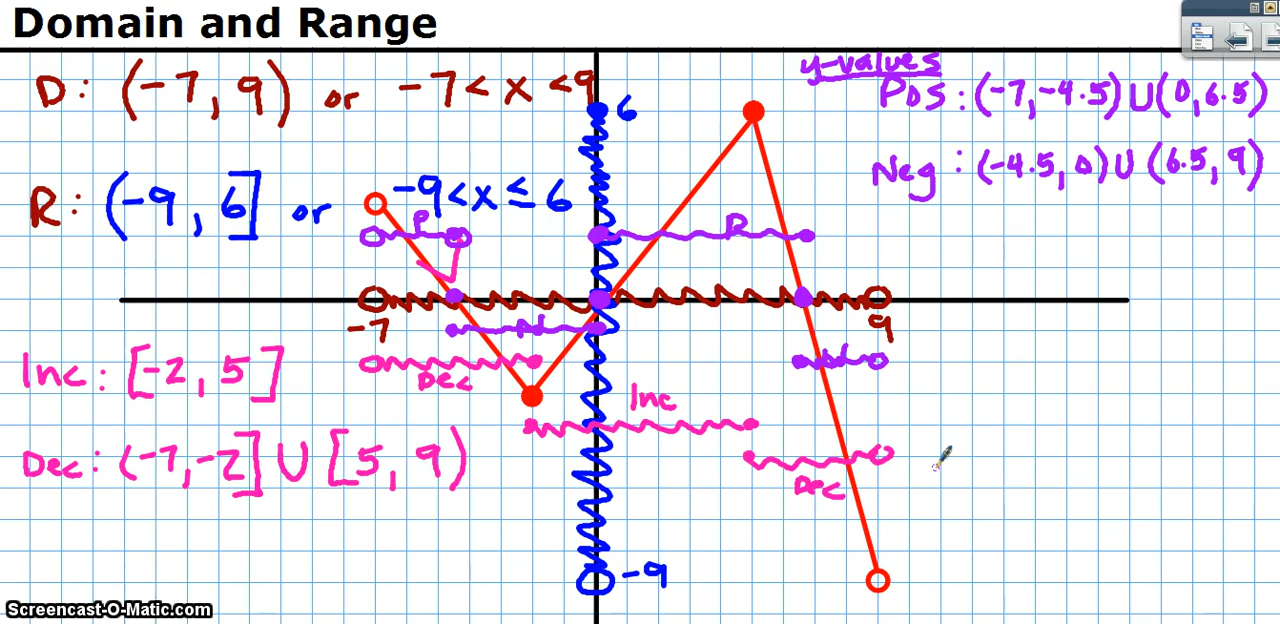 Domain and Range
D: (-7, 9) or -7 < x < 9
R: (-9, 6] or -9 < x ≤ 6
y-values
Pos: (-7, -4.5) U (0, 6.5)
Neg: (-4.5, 0) U (6.5, 9)
6
P
P
-7
9
N
N
Dec
Inc
Dec
Inc: [-2, 5]
Dec: (-7, -2] U [5, 9)
-9
Screencast-O-Matic.com